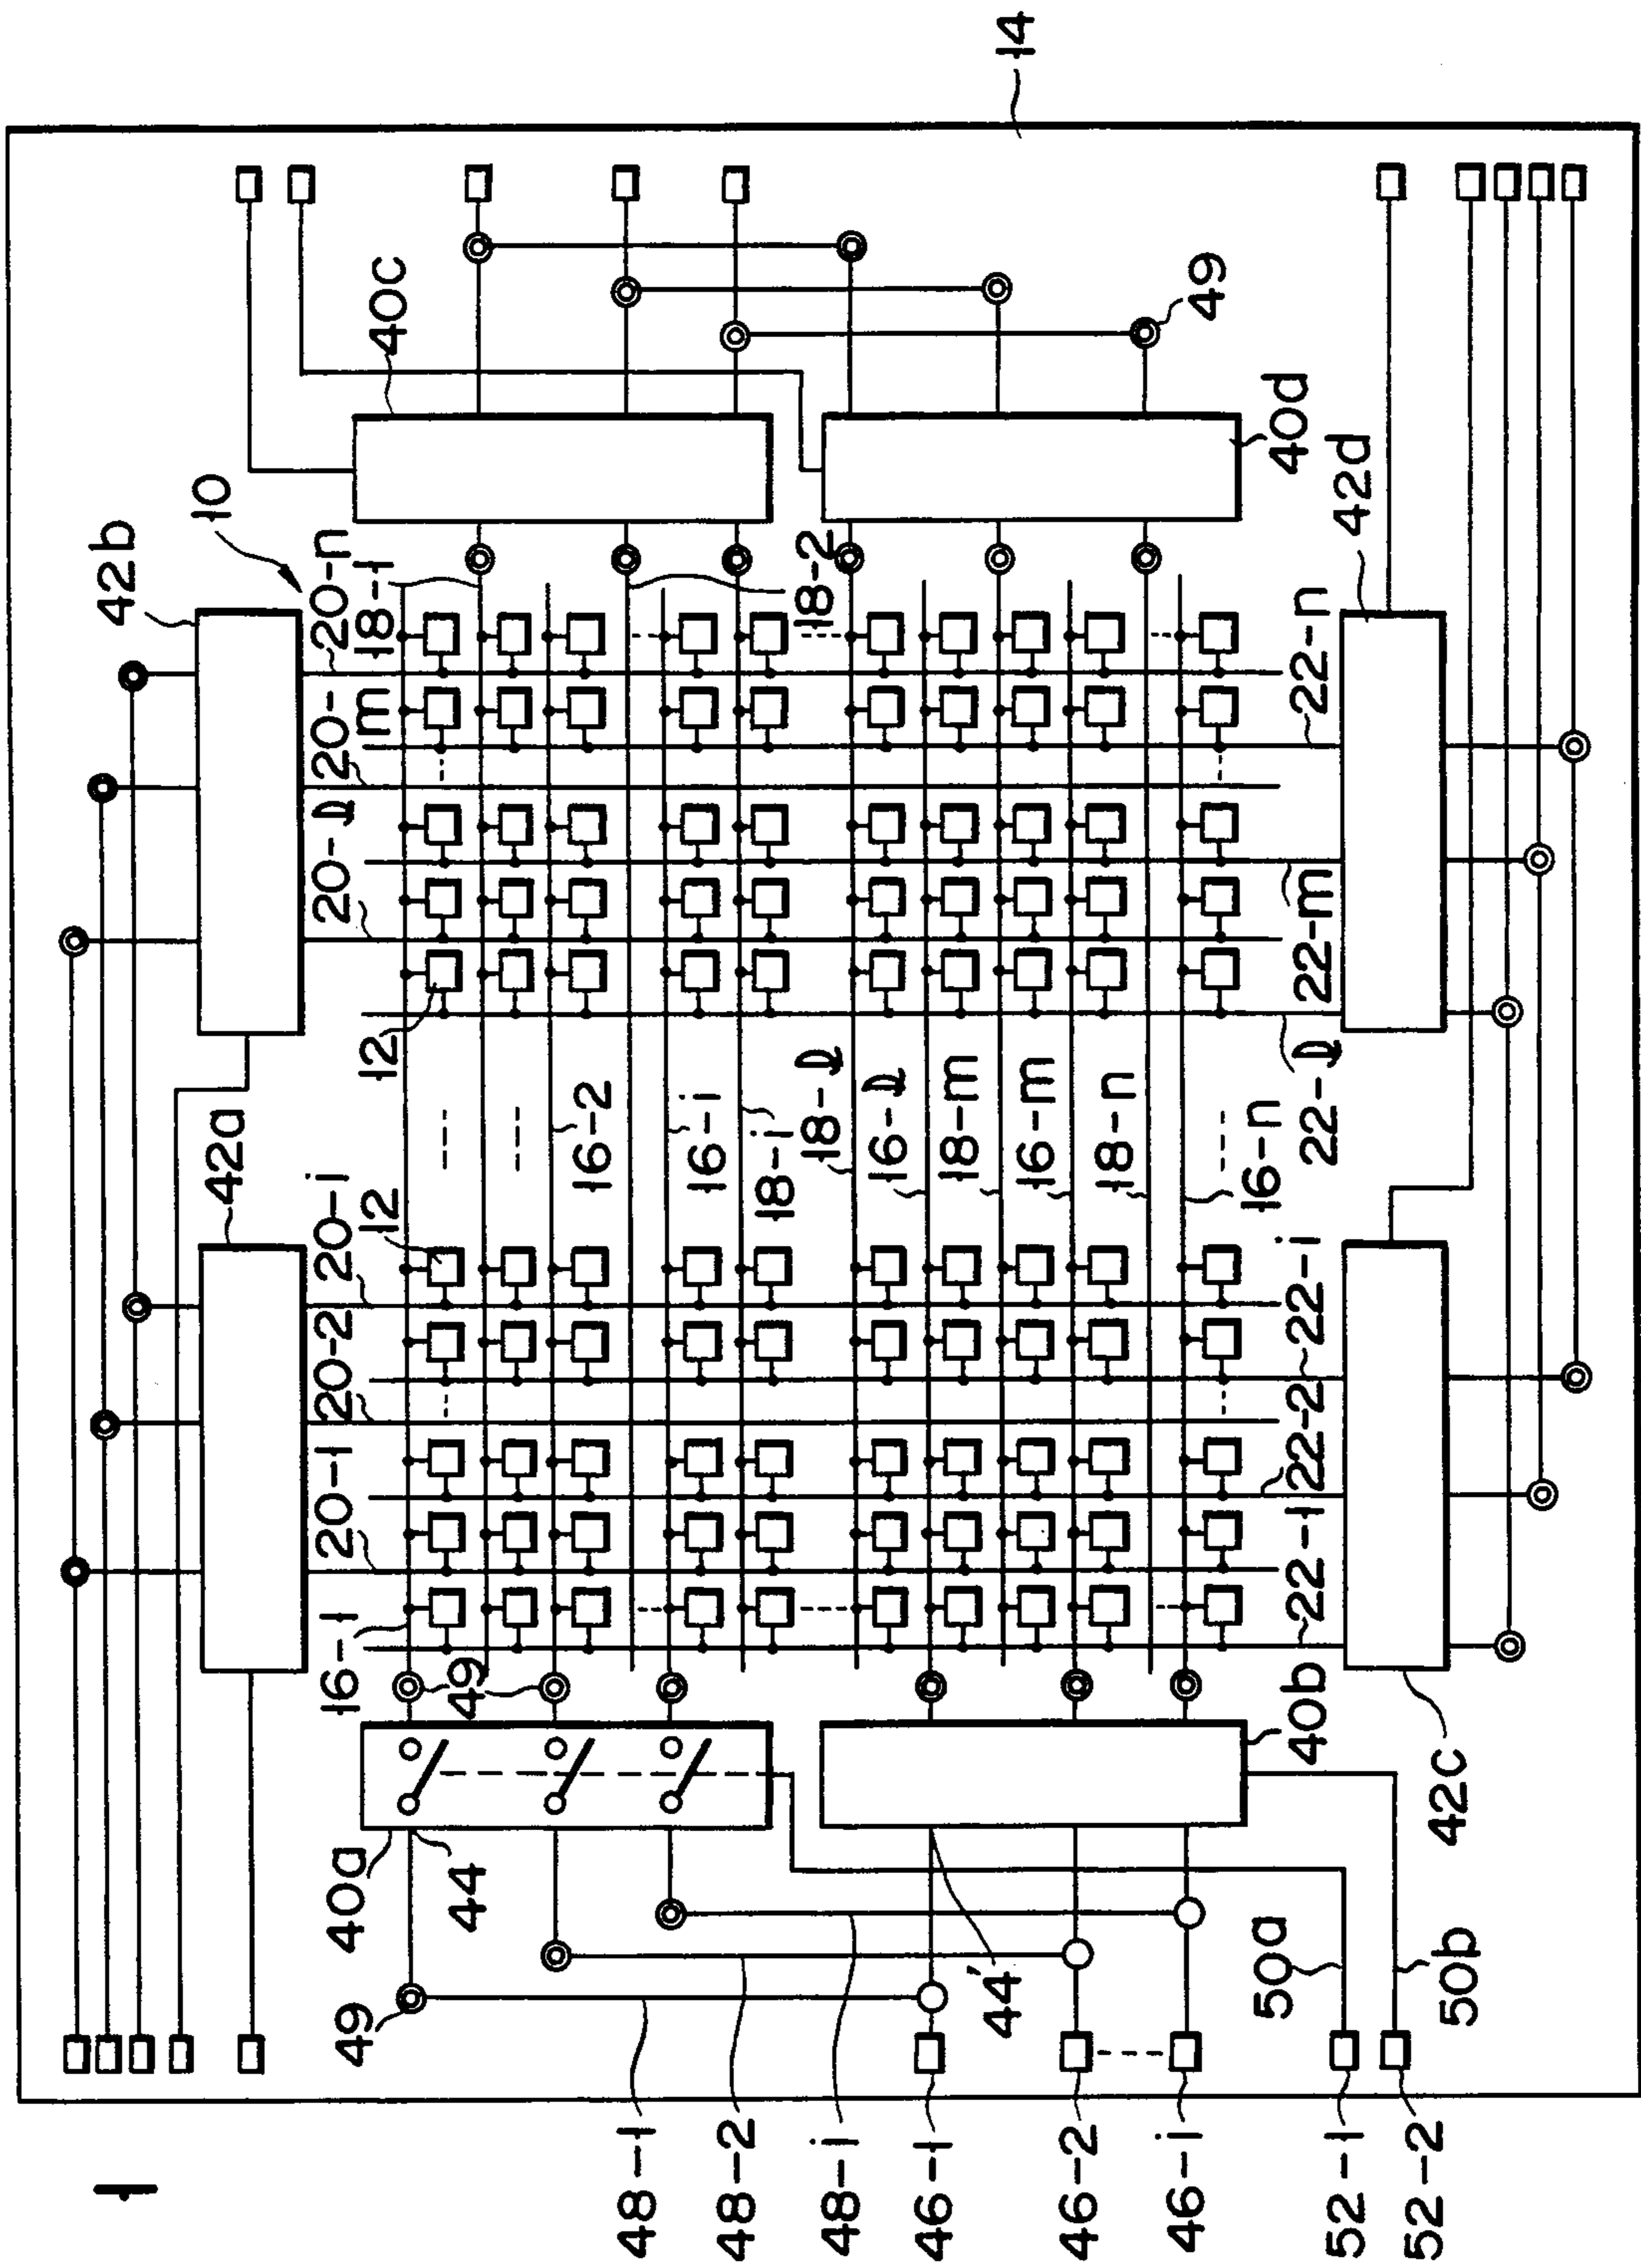 14
40c
49
10
42b
40d
42d
20-n
18-1
20-m
18-2
22-n
20-l
22-m
12
42a
16-2
16-i
18-i
18-l
16-l
18-m
16-m
18-n
16-n
22-l
20-i
12
20-2
22-i
22-2
20-1
22-1
16-1
49
40b
42c
40a
44
44'
49
50a
50b
48-1
48-2
48-i
46-1
46-2
46-i
52-1
52-2
1